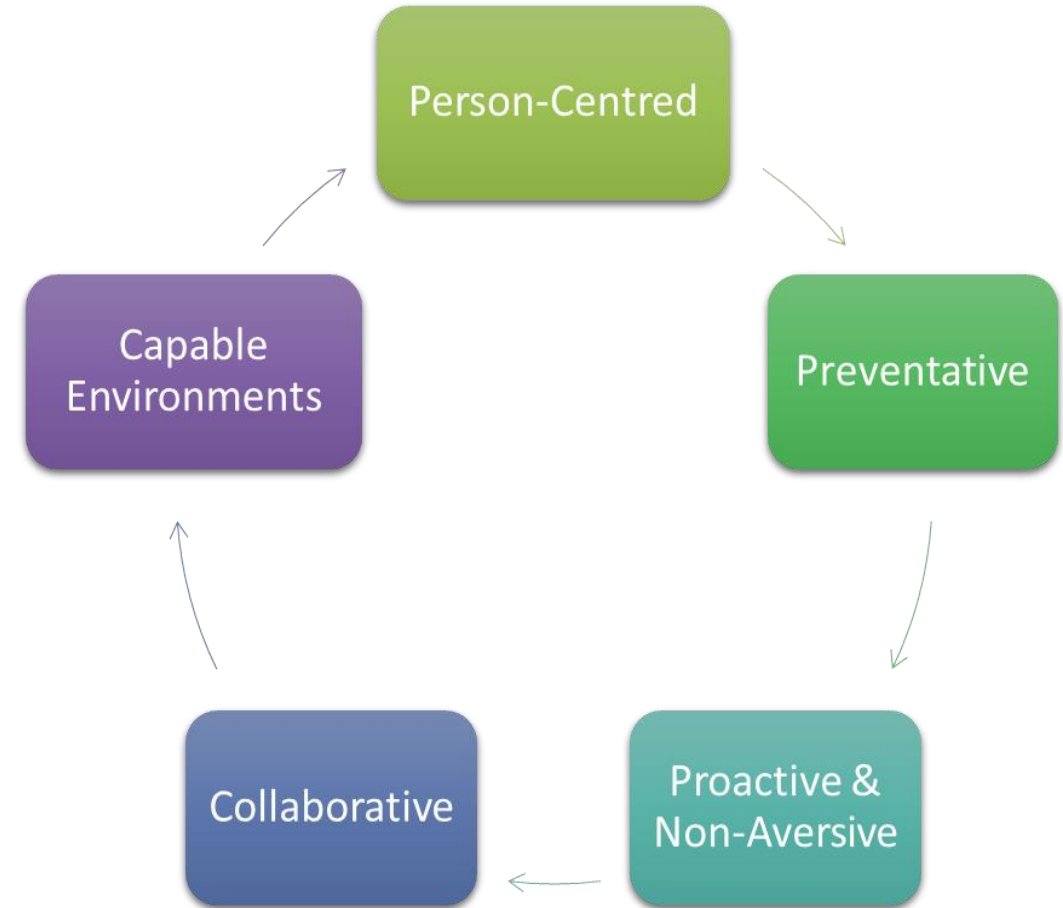 Person-Centred
Preventative
Proactive &
Non-Aversive
Collaborative
Capable
Environments